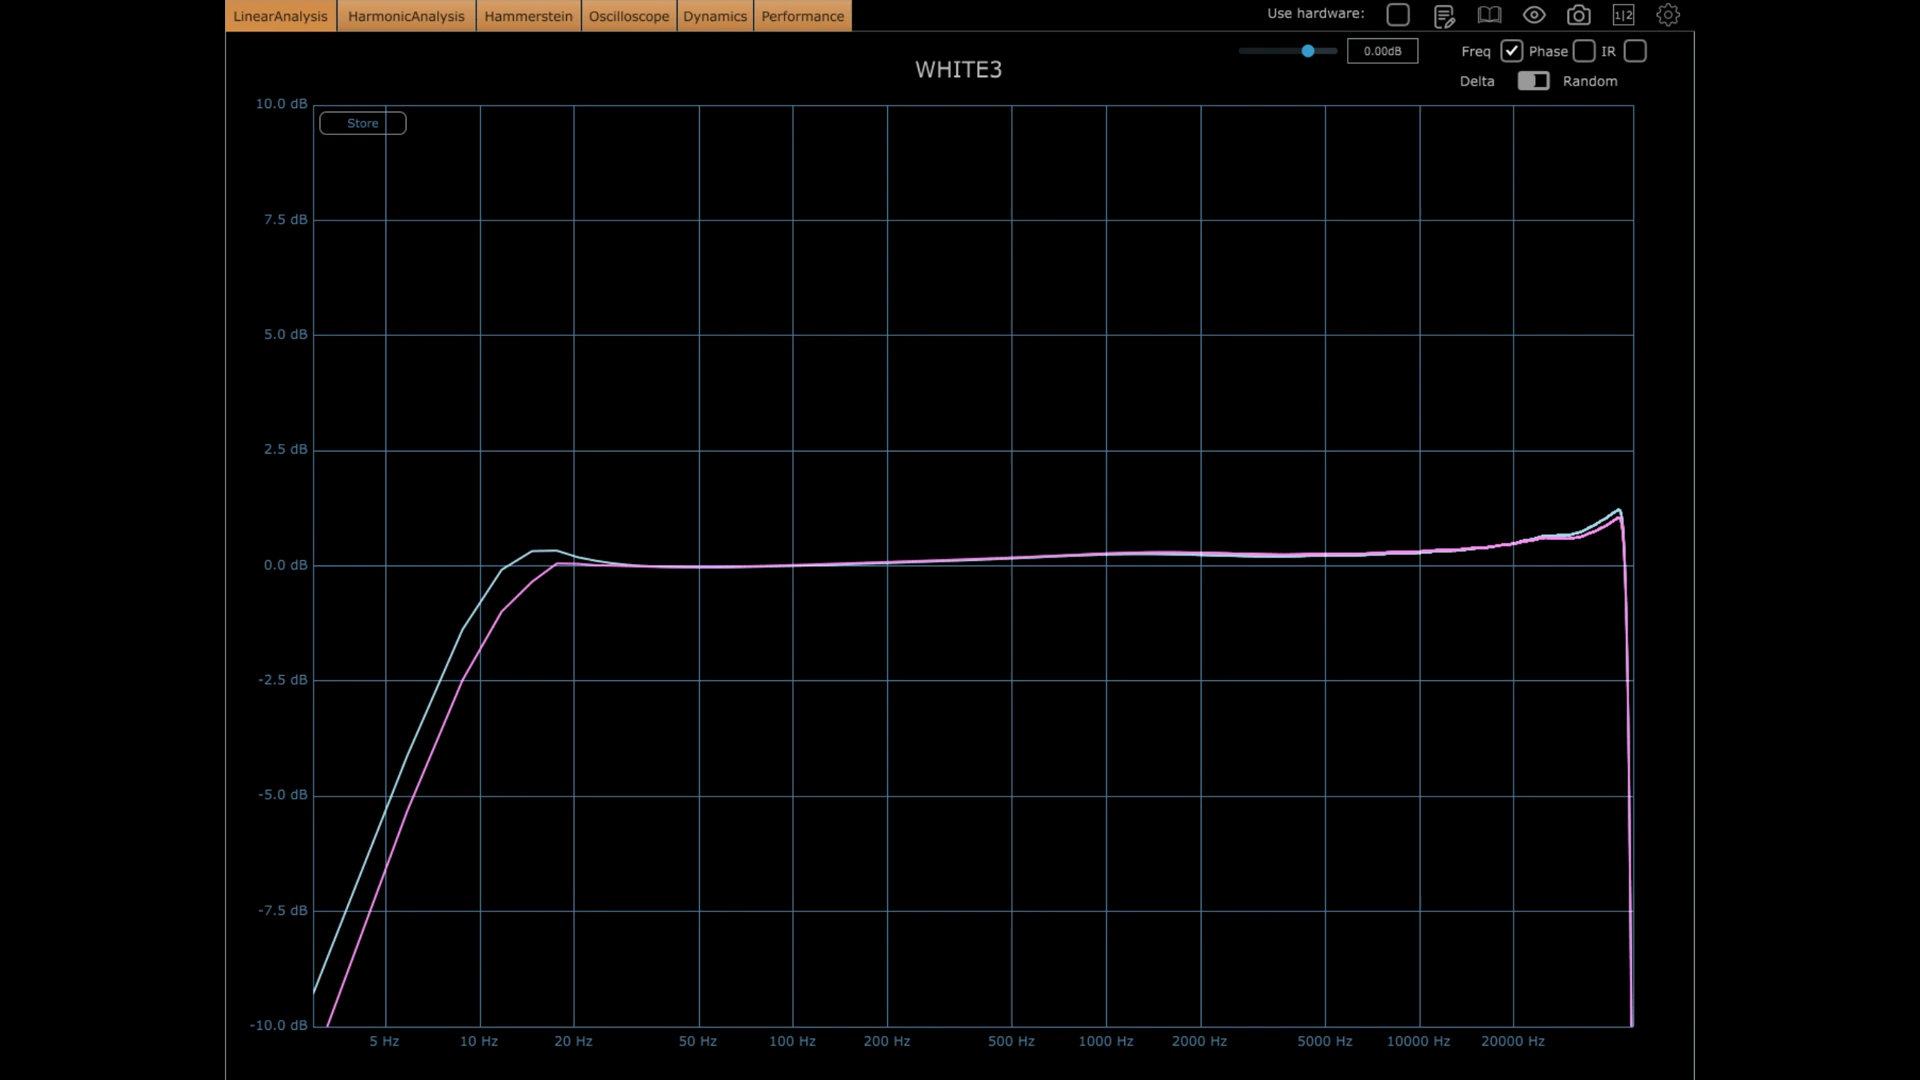 LinearAnalysis HarmonicAnalysis Hammerstein Oscilloscope Dynamics Performance Use hardware: 1|2
0.00dB Freq Phase IR
WHITE3
Delta Random
10.0 dB
Store
7.5 dB
5.0 dB
2.5 dB
0.0 dB
-2.5 dB
-5.0 dB
-7.5 dB
-10.0 dB
5 Hz 10 Hz 20 Hz 50 Hz 100 Hz 200 Hz 500 Hz 1000 Hz 2000 Hz 5000 Hz 10000 Hz 20000 Hz